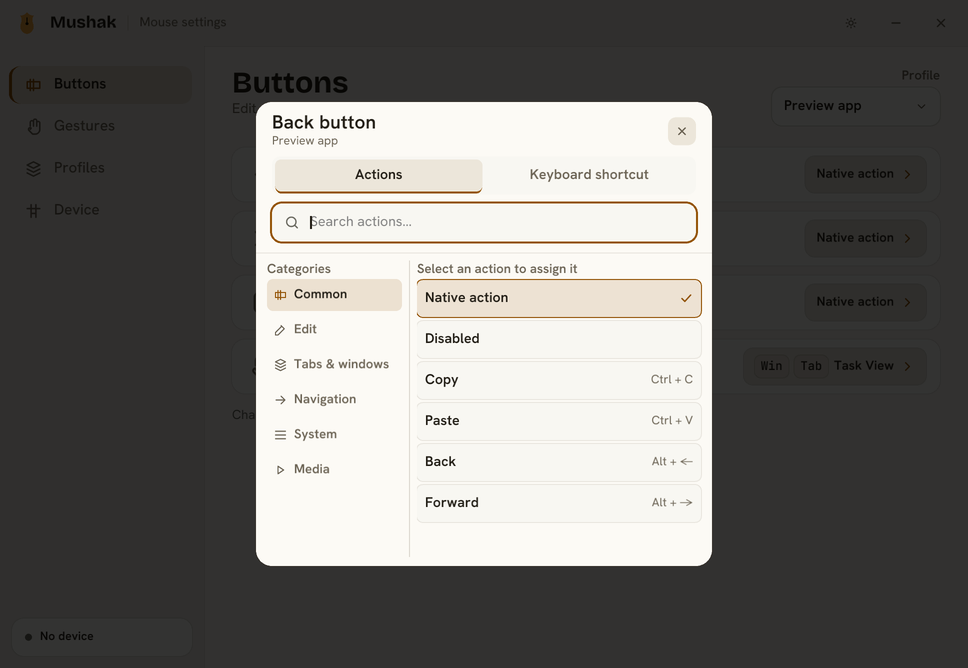 Mushak
Mouse settings
Buttons
Gestures
Profiles
Device
No device
Buttons
Edit
Profile
Preview app
Native action
Native action
Native action
Win Tab Task View
Back button
Preview app
Actions
Keyboard shortcut
Search actions...
Categories
Common
Edit
Tabs & windows
Navigation
System
Media
Select an action to assign it
Native action
Disabled
Copy Ctrl + C
Paste Ctrl + V
Back Alt + ←
Forward Alt + →